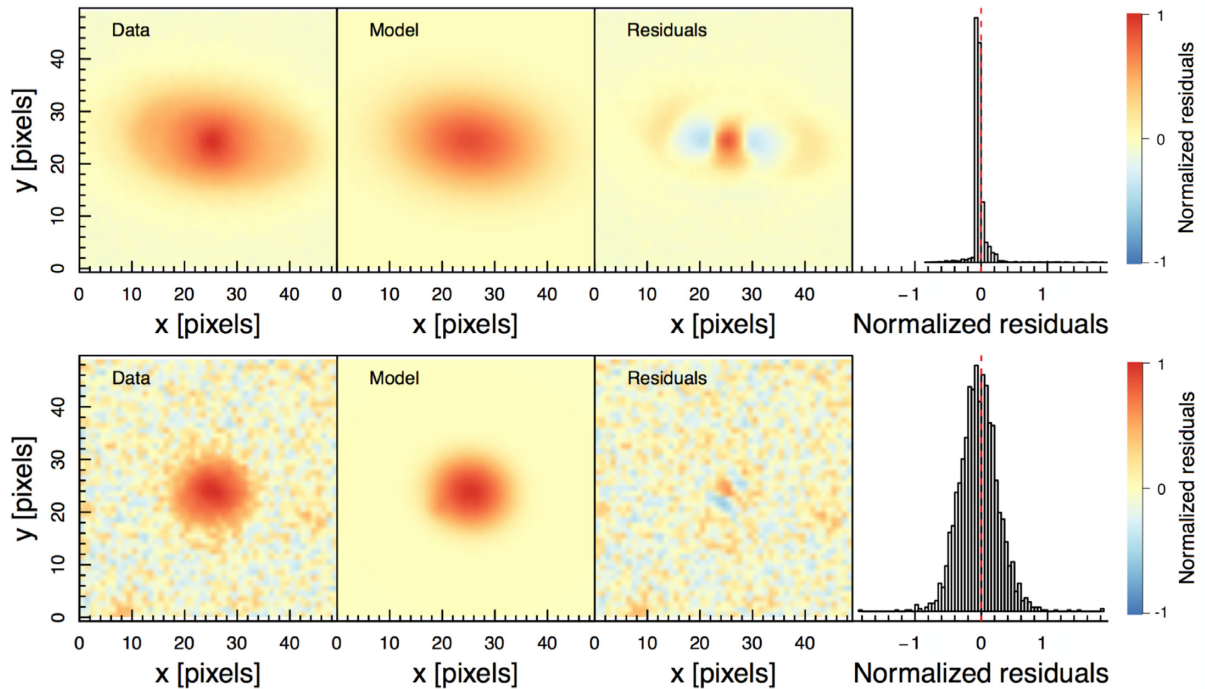 Data Model Residuals
y [pixels]
0 10 20 30 40
0 10 20 30 40 0 10 20 30 40 0 10 20 30 40 −1 0 1
x [pixels] x [pixels] x [pixels] Normalized residuals
1
0
-1
Normalized residuals
Data Model Residuals
y [pixels]
0 10 20 30 40
0 10 20 30 40 0 10 20 30 40 0 10 20 30 40 −1 0 1
x [pixels] x [pixels] x [pixels] Normalized residuals
1
0
-1
Normalized residuals